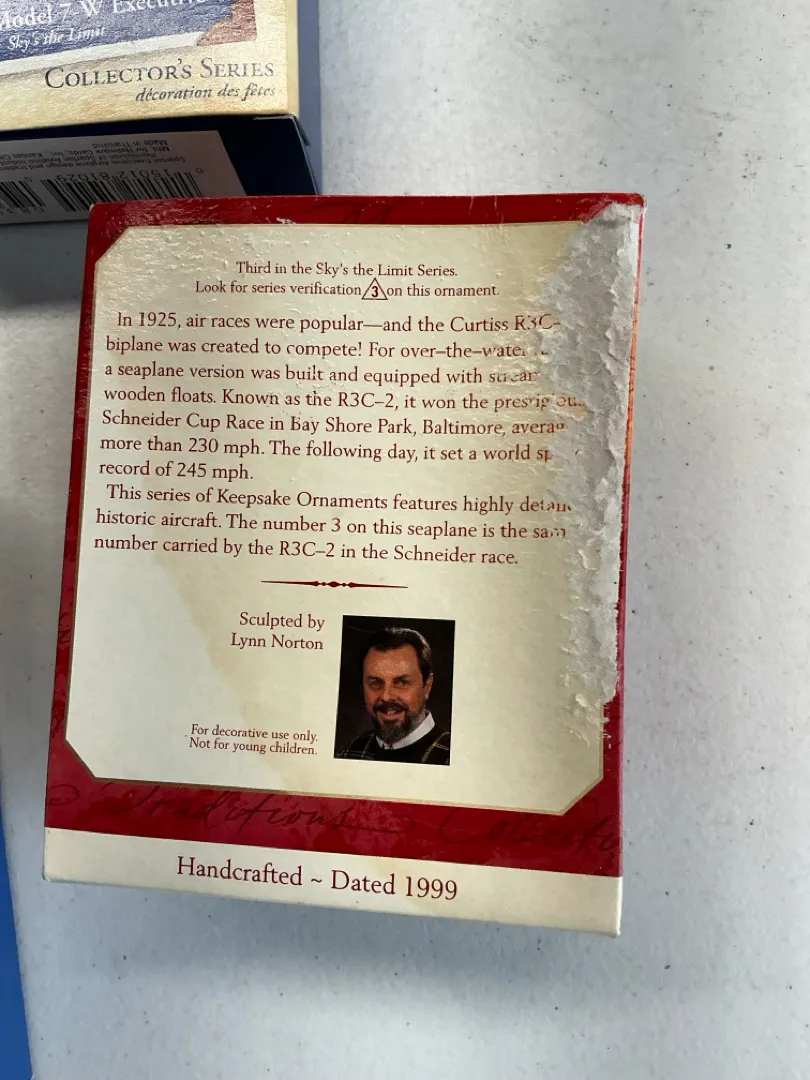 Model 7-W Executive
Sky's the Limit
COLLECTOR'S SERIES
décoration des fêtes
Made in Thailand
Third in the Sky's the Limit Series.
Look for series verification 3 on this ornament.
In 1925, air races were popular—and the Curtiss R3C-
biplane was created to compete! For over–the–water
a seaplane version was built and equipped with
wooden floats. Known as the R3C–2, it won the
Schneider Cup Race in Bay Shore Park, Baltimore,
more than 230 mph. The following day, it set a world
record of 245 mph.
This series of Keepsake Ornaments features highly
historic aircraft. The number 3 on this seaplane is the
number carried by the R3C–2 in the Schneider race.
Sculpted by
Lynn Norton
For decorative use only.
Not for young children.
Traditions
Handcrafted ~ Dated 1999